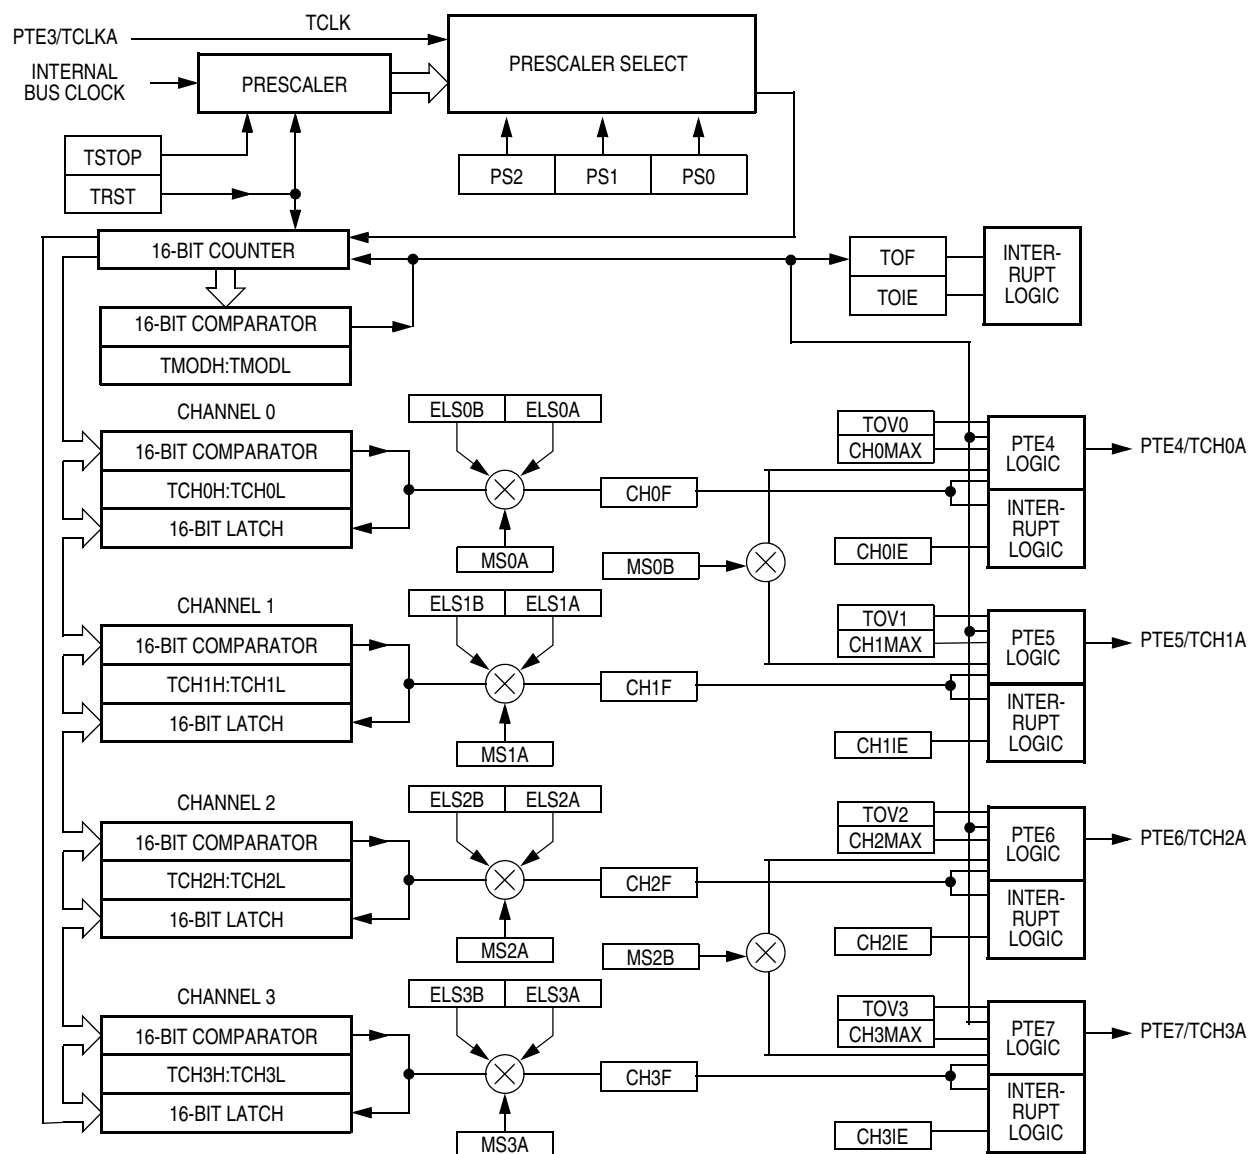 PTE3/TCLKA
TCLK
INTERNAL
BUS CLOCK
PRESCALER
PRESCALER SELECT
TSTOP
TRST
PS2
PS1
PS0
16-BIT COUNTER
TOF
TOIE
INTER-
RUPT
LOGIC
16-BIT COMPARATOR
TMODH:TMODL
CHANNEL 0
16-BIT COMPARATOR
TCH0H:TCH0L
16-BIT LATCH
ELS0B
ELS0A
MS0A
CH0F
MS0B
TOV0
CH0MAX
CH0IE
PTE4
LOGIC
INTER-
RUPT
LOGIC
PTE4/TCH0A
CHANNEL 1
16-BIT COMPARATOR
TCH1H:TCH1L
16-BIT LATCH
ELS1B
ELS1A
MS1A
CH1F
TOV1
CH1MAX
CH1IE
PTE5
LOGIC
INTER-
RUPT
LOGIC
PTE5/TCH1A
CHANNEL 2
16-BIT COMPARATOR
TCH2H:TCH2L
16-BIT LATCH
ELS2B
ELS2A
MS2A
CH2F
MS2B
TOV2
CH2MAX
CH2IE
PTE6
LOGIC
INTER-
RUPT
LOGIC
PTE6/TCH2A
CHANNEL 3
16-BIT COMPARATOR
TCH3H:TCH3L
16-BIT LATCH
ELS3B
ELS3A
MS3A
CH3F
TOV3
CH3MAX
CH3IE
PTE7
LOGIC
INTER-
RUPT
LOGIC
PTE7/TCH3A